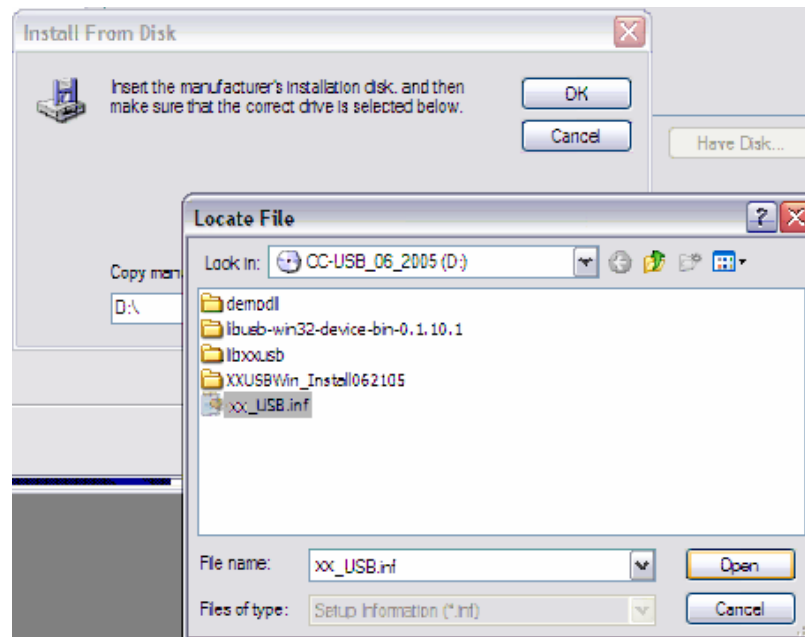 Install From Disk
Insert the manufacturer's installation disk, and then
make sure that the correct drive is selected below.
OK
Cancel
Have Disk...
Locate File
Look in:
CC-USB_06_2005 (D:)
Copy man
D:\
demodll
libusb-win32-device-bin-0.1.10.1
libxxusb
XXUSBWin_Install062105
xx_USB.inf
File name:
xx_USB.inf
Open
Files of type:
Setup Information (*.inf)
Cancel